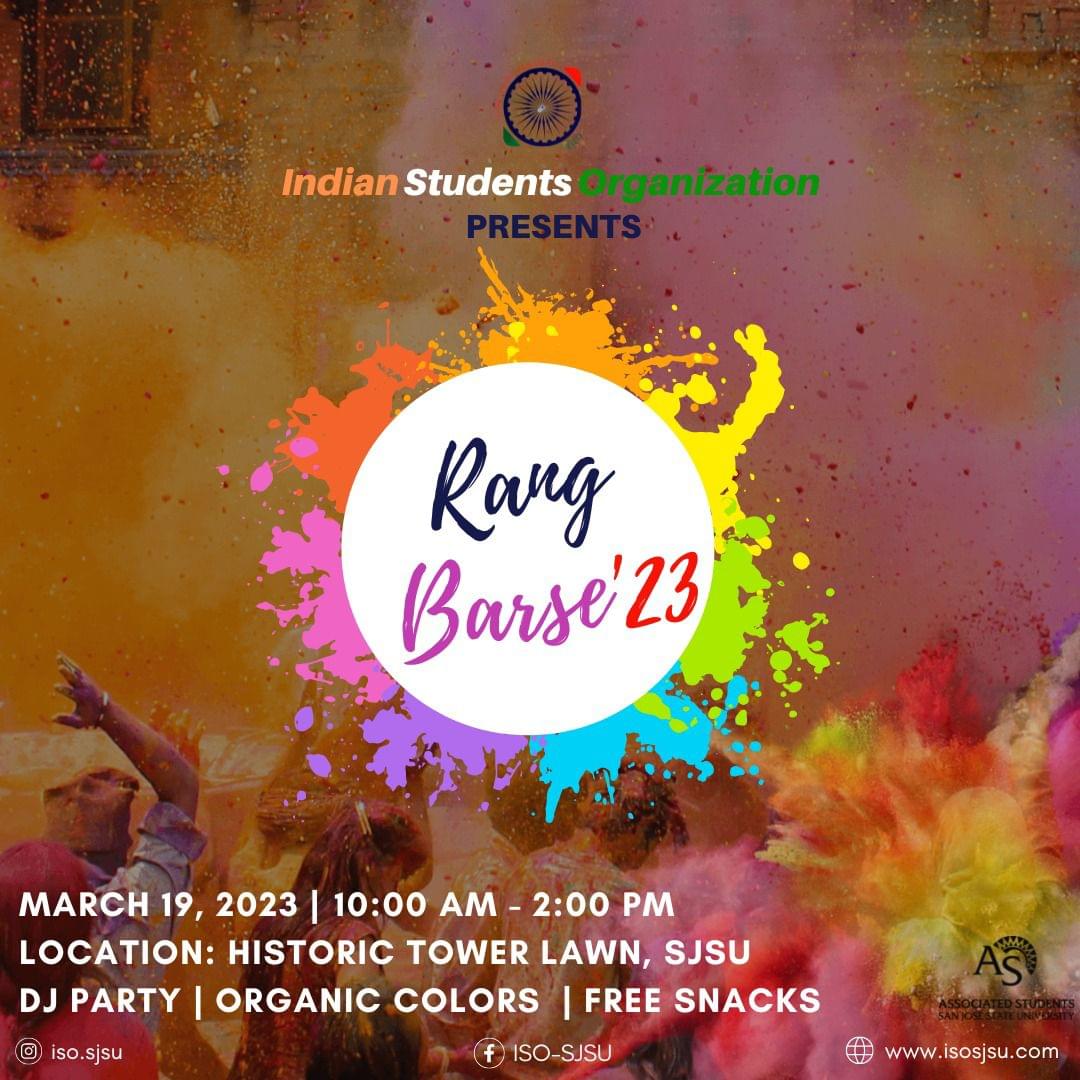 Indian Students Organization
PRESENTS
Rang
Barse'23
MARCH 19, 2023 | 10:00 AM - 2:00 PM
LOCATION: HISTORIC TOWER LAWN, SJSU
DJ PARTY | ORGANIC COLORS | FREE SNACKS
AS
ASSOCIATED STUDENTS
SAN JOSÉ STATE UNIVERSITY
iso.sjsu
ISO-SJSU
www.isosjsu.com